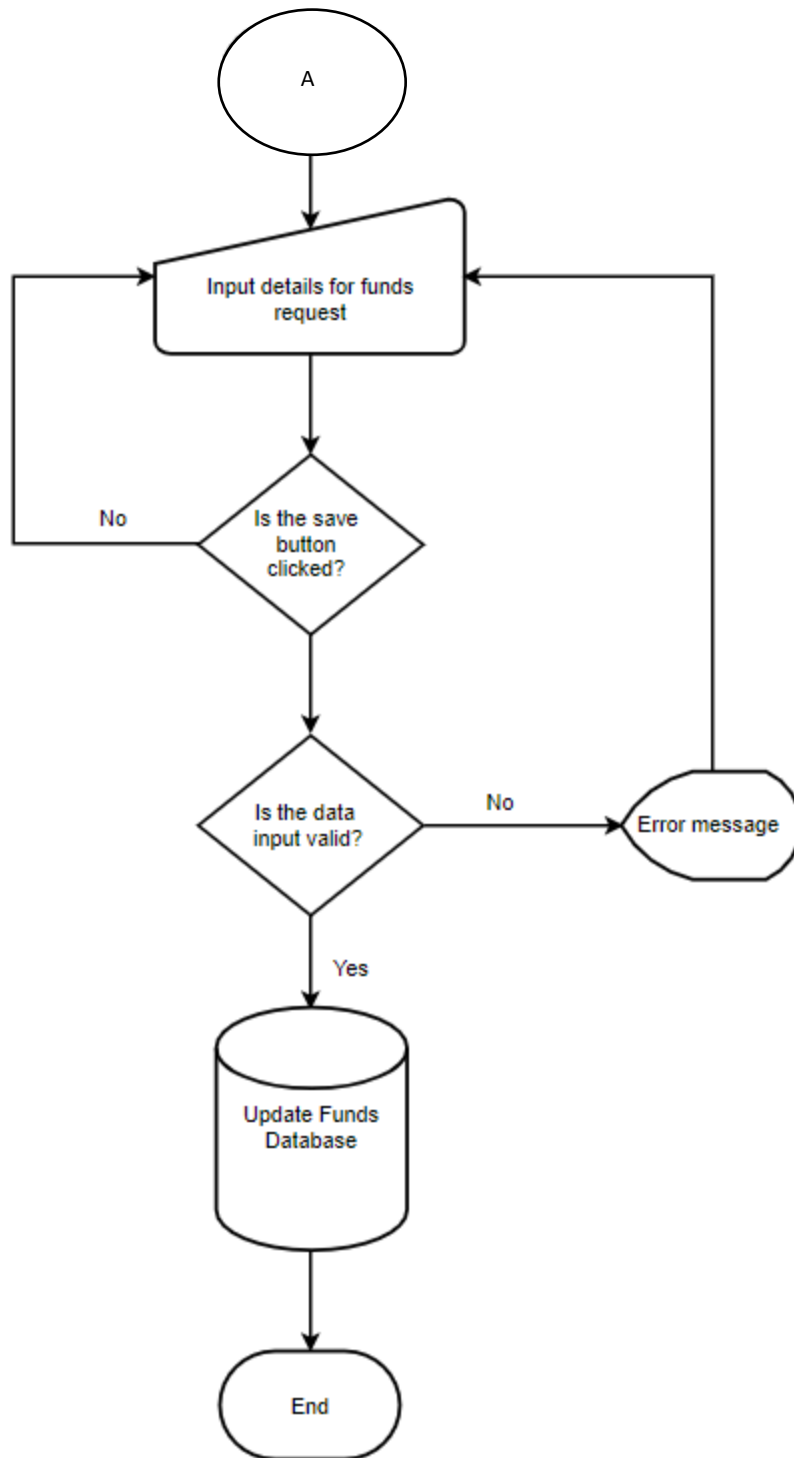 A
Input details for funds
request
No
Is the save
button
clicked?
Is the data
input valid?
No
Error message
Yes
Update Funds
Database
End